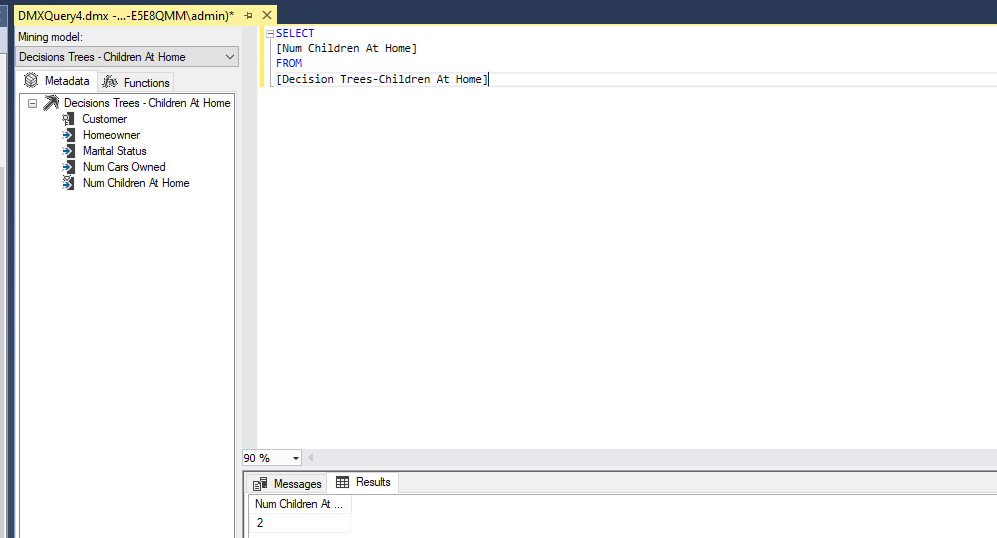 DMXQuery4.dmx -...-E5E8QMM\admin)*
Mining model:
Decisions Trees - Children At Home
Metadata
Functions
Decisions Trees - Children At Home
Customer
Homeowner
Marital Status
Num Cars Owned
Num Children At Home
SELECT
[Num Children At Home]
FROM
[Decision Trees-Children At Home]
90 %
Messages
Results
Num Children At ...
2